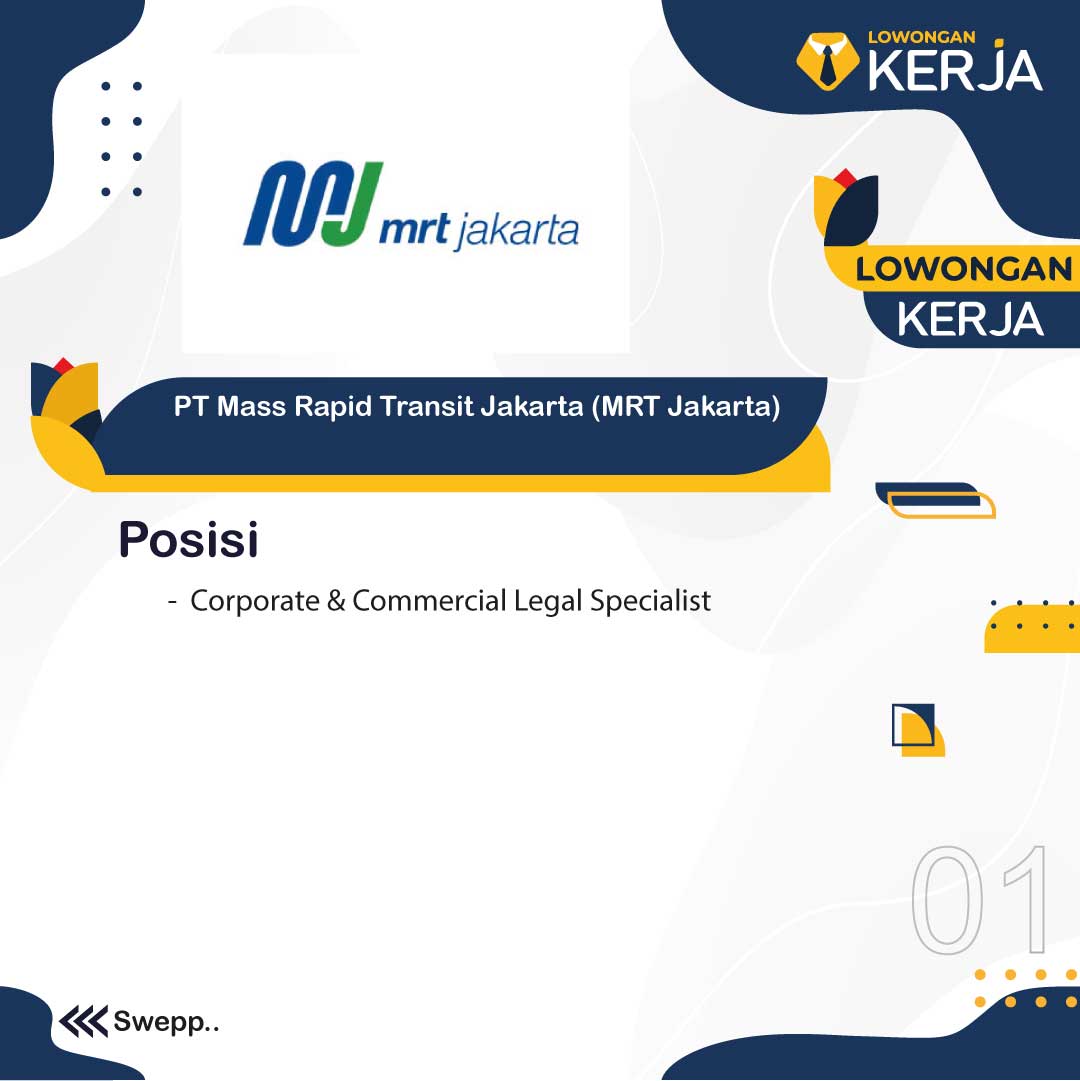 LOWONGAN
KERJA
mrt jakarta
LOWONGAN
KERJA
PT Mass Rapid Transit Jakarta (MRT Jakarta)
Posisi
- Corporate & Commercial Legal Specialist
01
Swepp..